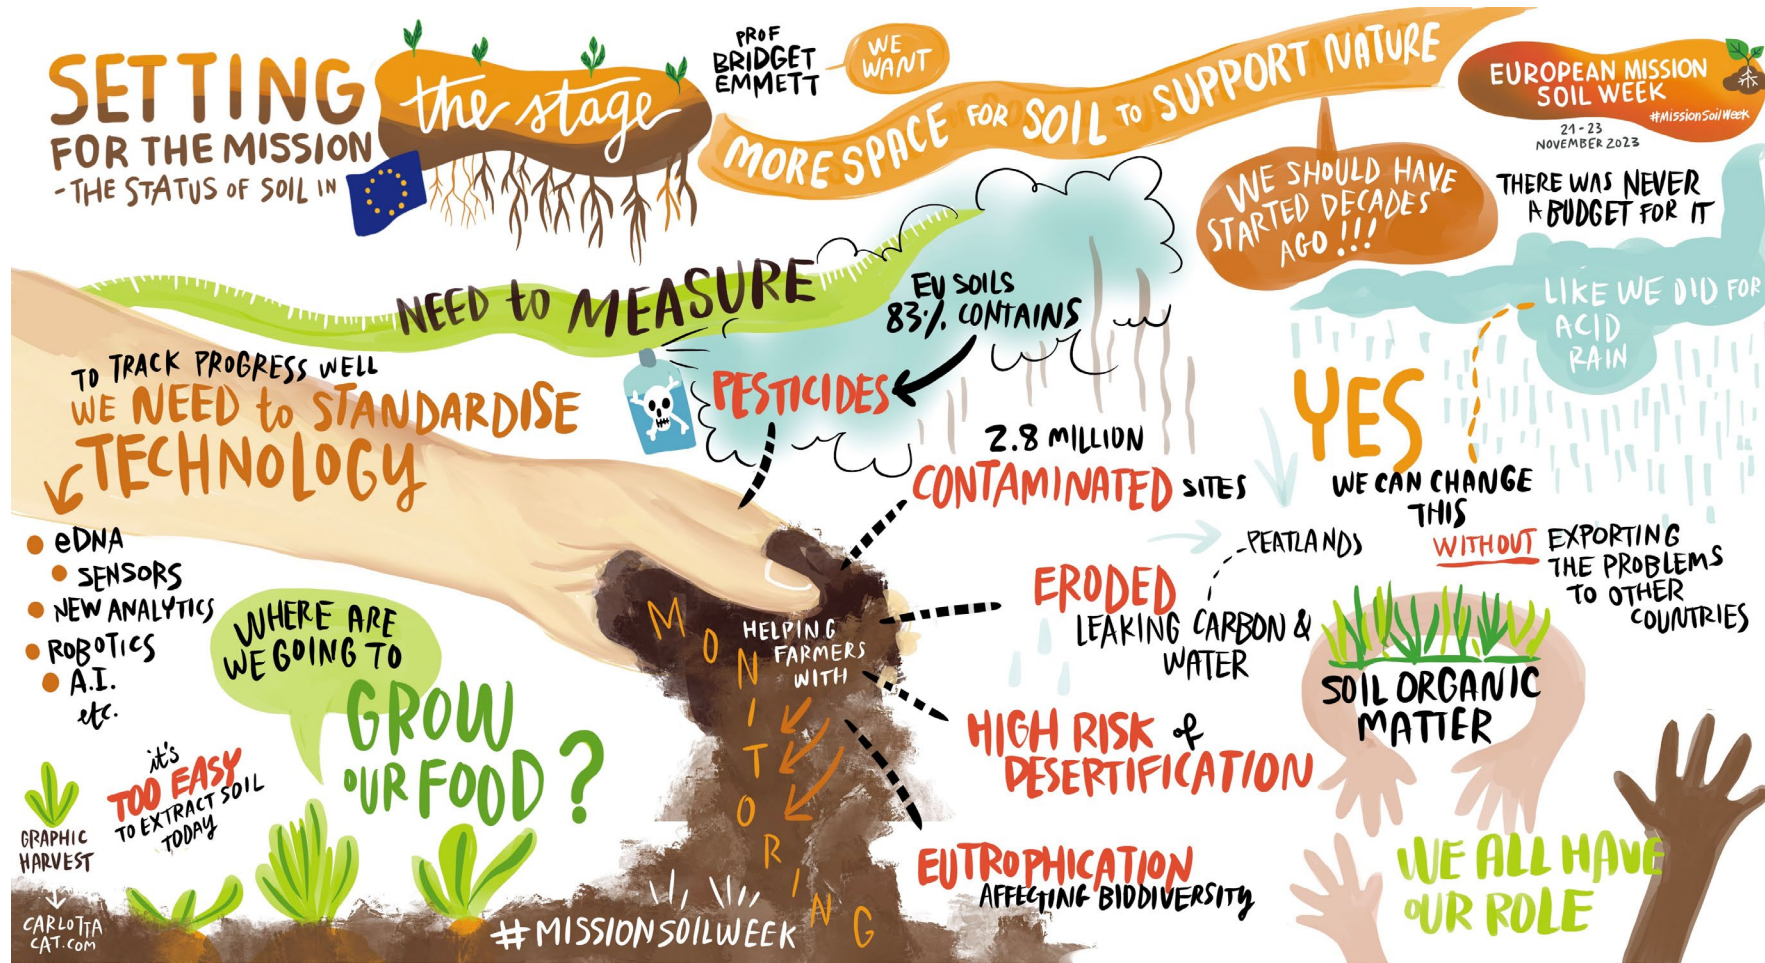 SETTING
the stage
FOR THE MISSION
- THE STATUS OF SOIL IN
PROF
BRIDGET
EMMETT
WE
WANT
MORE SPACE FOR SOIL TO SUPPORT NATURE
EUROPEAN MISSION
SOIL WEEK
#MissionSoilWeek
21-23
NOVEMBER 2023
WE SHOULD HAVE
STARTED DECADES
AGO!!!
THERE WAS NEVER
A BUDGET FOR IT
LIKE WE DID FOR
ACID
RAIN
NEED to MEASURE
EU SOILS
83% CONTAINS
PESTICIDES
TO TRACK PROGRESS WELL
WE NEED to STANDARDISE
TECHNOLOGY
eDNA
SENSORS
NEW ANALYTICS
ROBOTICS
A.I.
etc.
2.8 MILLION
CONTAMINATED SITES
YES
WE CAN CHANGE
THIS
WITHOUT EXPORTING
THE PROBLEMS
TO OTHER
COUNTRIES
PEATLANDS
ERODED
LEAKING CARBON &
WATER
SOIL ORGANIC
MATTER
HIGH RISK of
DESERTIFICATION
EUTROPHICATION
AFFECTING BIODIVERSITY
MONITORING
HELPING
FARMERS
WITH
WHERE ARE
WE GOING TO
GROW
OUR FOOD?
it's
TOO EASY
TO EXTRACT SOIL
TODAY
GRAPHIC
HARVEST
CARLOTTA
CAT.COM
#MISSIONSOILWEEK
WE ALL HAVE
OUR ROLE